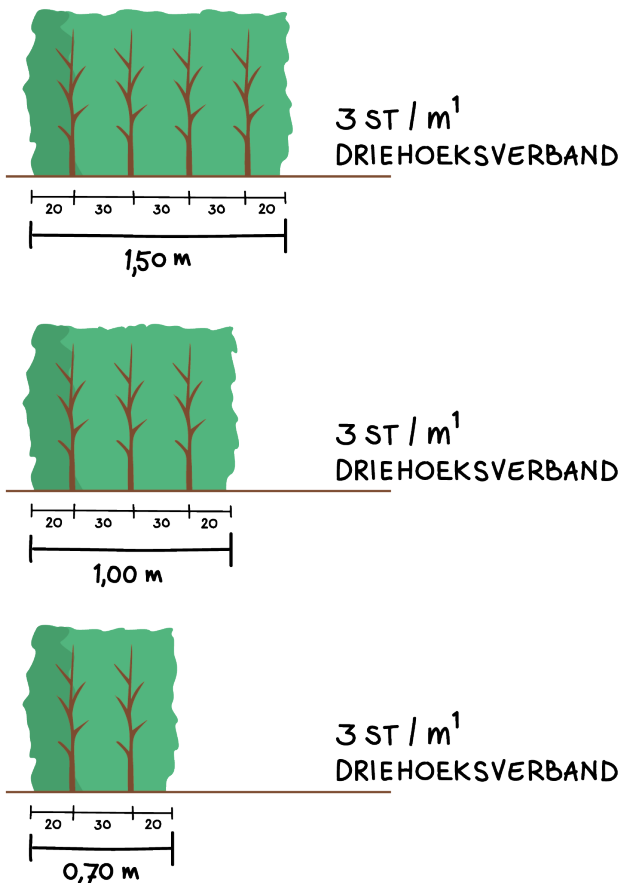 3 ST / m¹
DRIEHOEKSVERBAND
20 30 30 30 20
1,50 m
3 ST / m¹
DRIEHOEKSVERBAND
20 30 30 20
1,00 m
3 ST / m¹
DRIEHOEKSVERBAND
20 30 20
0,70 m